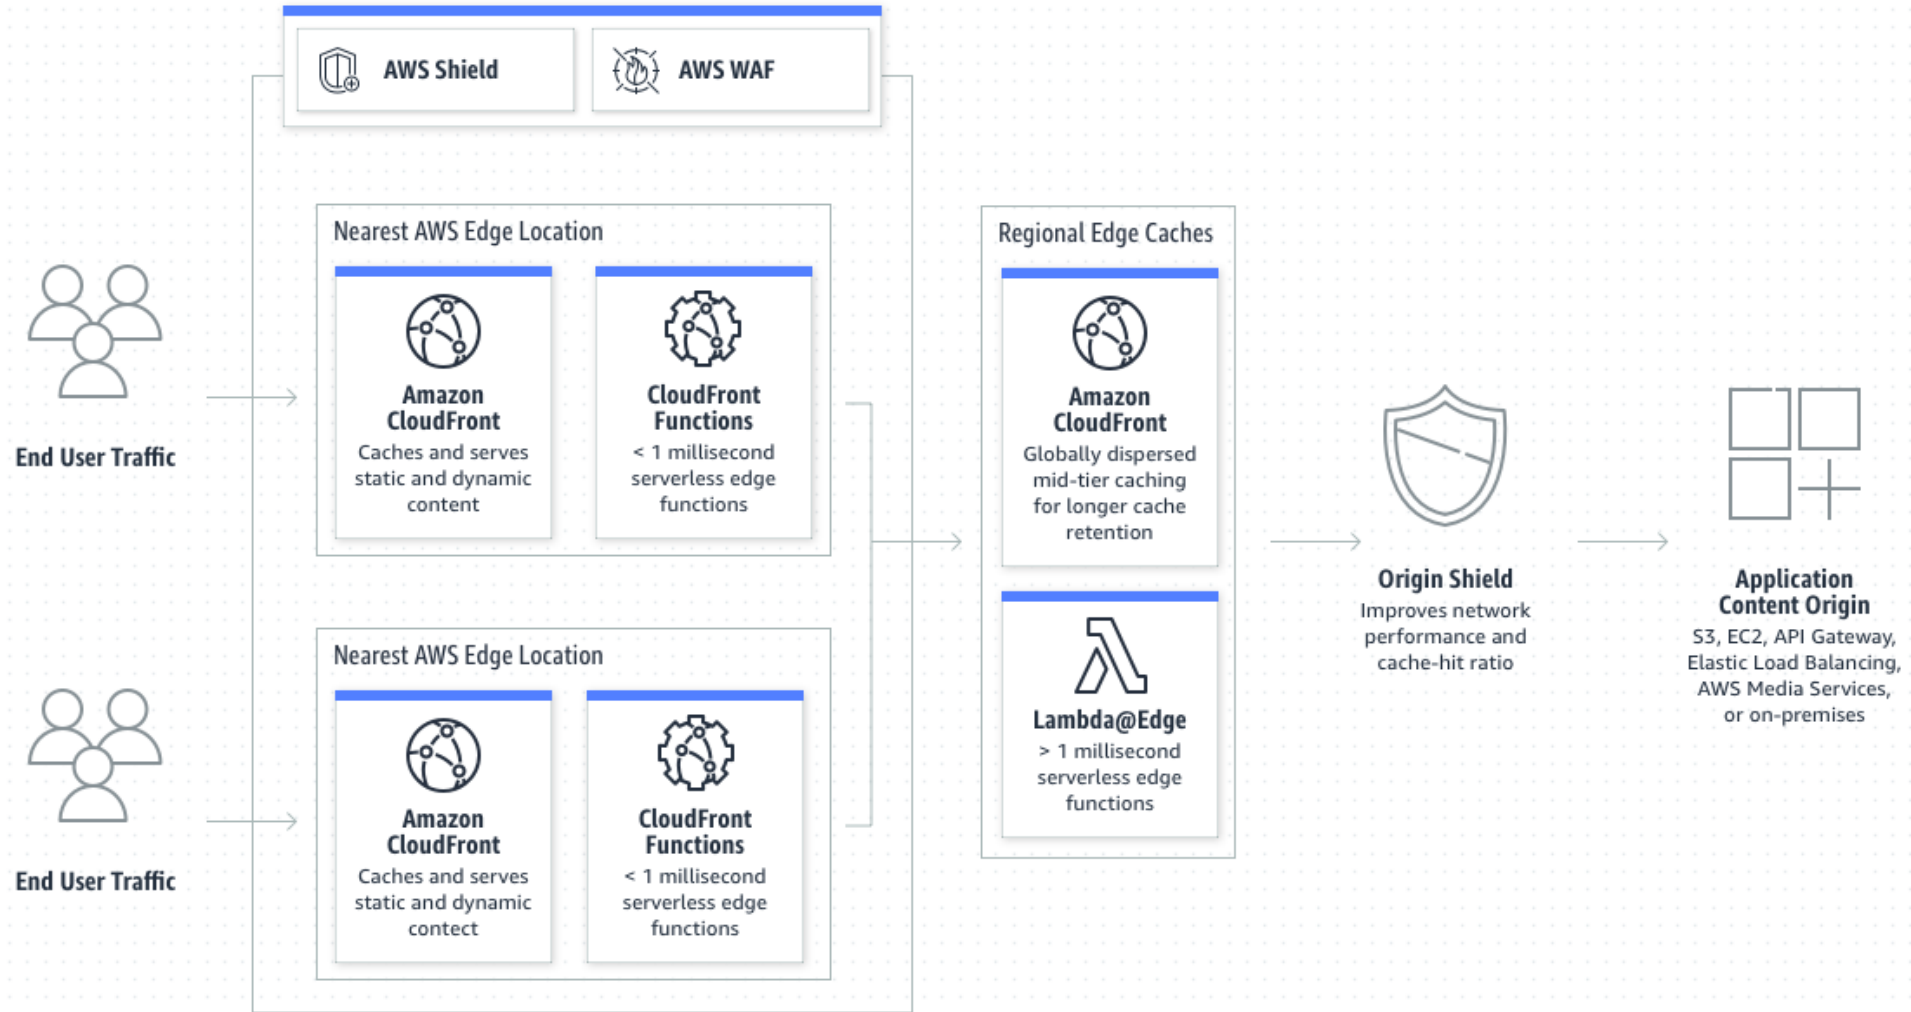 AWS Shield
AWS WAF
Nearest AWS Edge Location
Amazon
CloudFront
Caches and serves
static and dynamic
content
CloudFront
Functions
< 1 millisecond
serverless edge
functions
End User Traffic
Nearest AWS Edge Location
Amazon
CloudFront
Caches and serves
static and dynamic
contect
CloudFront
Functions
< 1 millisecond
serverless edge
functions
End User Traffic
Regional Edge Caches
Amazon
CloudFront
Globally dispersed
mid-tier caching
for longer cache
retention
Lambda@Edge
> 1 millisecond
serverless edge
functions
Origin Shield
Improves network
performance and
cache-hit ratio
Application
Content Origin
S3, EC2, API Gateway,
Elastic Load Balancing,
AWS Media Services,
or on-premises